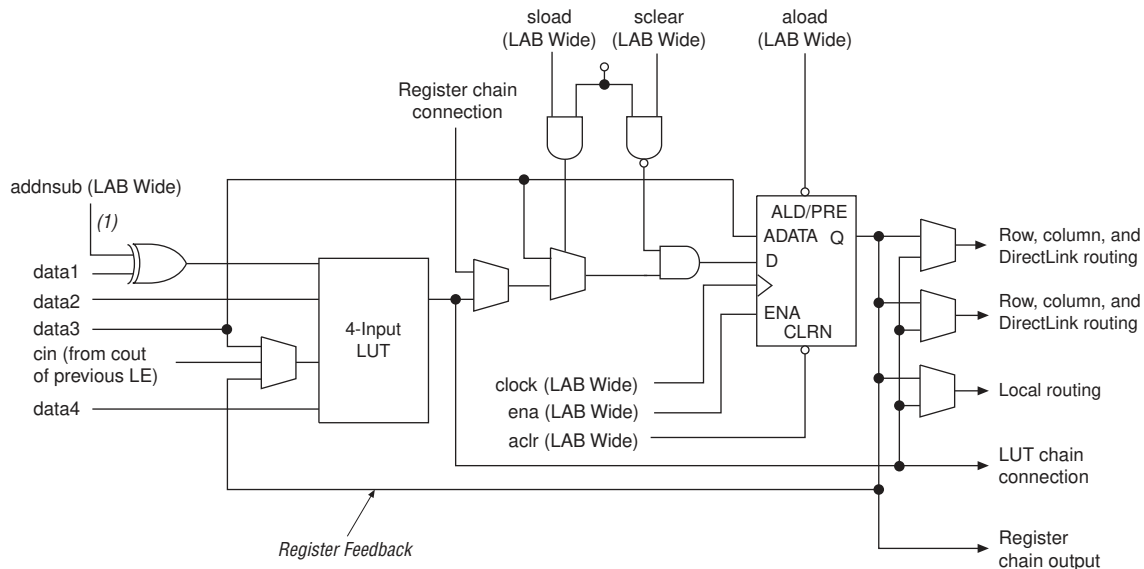 sload
(LAB Wide)
sclear
(LAB Wide)
aload
(LAB Wide)
Register chain
connection
addnsub (LAB Wide)
(1)
data1
data2
data3
cin (from cout
of previous LE)
data4
4-Input
LUT
ALD/PRE
ADATA
Q
D
ENA
CLRN
clock (LAB Wide)
ena (LAB Wide)
aclr (LAB Wide)
Row, column, and
DirectLink routing
Row, column, and
DirectLink routing
Local routing
LUT chain
connection
Register
chain output
Register Feedback